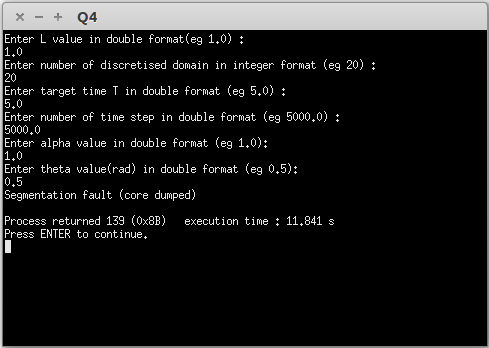 Q4
Enter L value in double format(eg 1.0) :
1.0
Enter number of discretised domain in integer format (eg 20) :
20
Enter target time T in double format (eg 5.0) :
5.0
Enter number of time step in double format (eg 5000.0) :
5000.0
Enter alpha value in double format (eg 1.0):
1.0
Enter theta value(rad) in double format (eg 0.5):
0.5
Segmentation fault (core dumped)
Process returned 139 (0x8B)   execution time : 11.841 s
Press ENTER to continue.